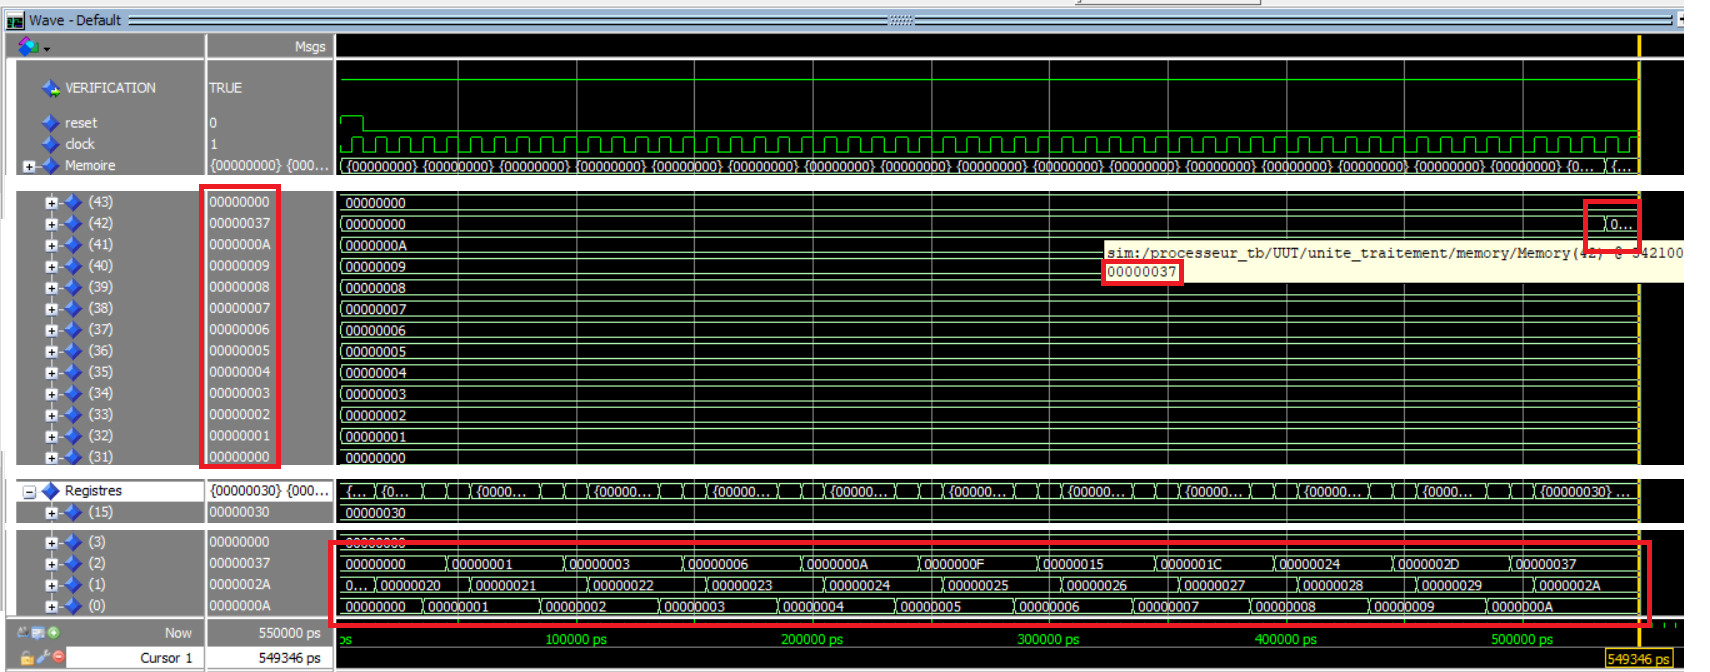 Wave - Default
Msgs
VERIFICATION TRUE
reset 0
clock 1
Memoire {00000000} {000... {00000000} {00000000} {00000000} {00000000} {00000000} {00000000} {00000000} {00000000} {00000000} {00000000} {00000000} {00000000} {00000000} {00000000} {00000000} {00000000} {0... {...
(43) 00000000 00000000
(42) 00000037 00000000 0...
(41) 0000000A 0000000A
sim:/processeur_tb/UUT/unite_traitement/memory/Memory(42) @ 542100
(40) 00000009 00000009 00000037
(39) 00000008 00000008
(38) 00000007 00000007
(37) 00000006 00000006
(36) 00000005 00000005
(35) 00000004 00000004
(34) 00000003 00000003
(33) 00000002 00000002
(32) 00000001 00000001
(31) 00000000 00000000
Registres {00000030} {000... {... {0... {0000... {00000... {00000... {00000... {00000... {00000... {00000... {0000... {0000... {00000030} ...
(15) 00000030 00000030
(3) 00000000 00000000
(2) 00000037 00000000 00000001 00000003 00000006 0000000A 0000000F 00000015 0000001C 00000024 0000002D 00000037
(1) 0000002A 0... 00000020 00000021 00000022 00000023 00000024 00000025 00000026 00000027 00000028 00000029 0000002A
(0) 0000000A 00000000 00000001 00000002 00000003 00000004 00000005 00000006 00000007 00000008 00000009 0000000A
Now 550000 ps ps 100000 ps 200000 ps 300000 ps 400000 ps 500000 ps
Cursor 1 549346 ps 549346 ps